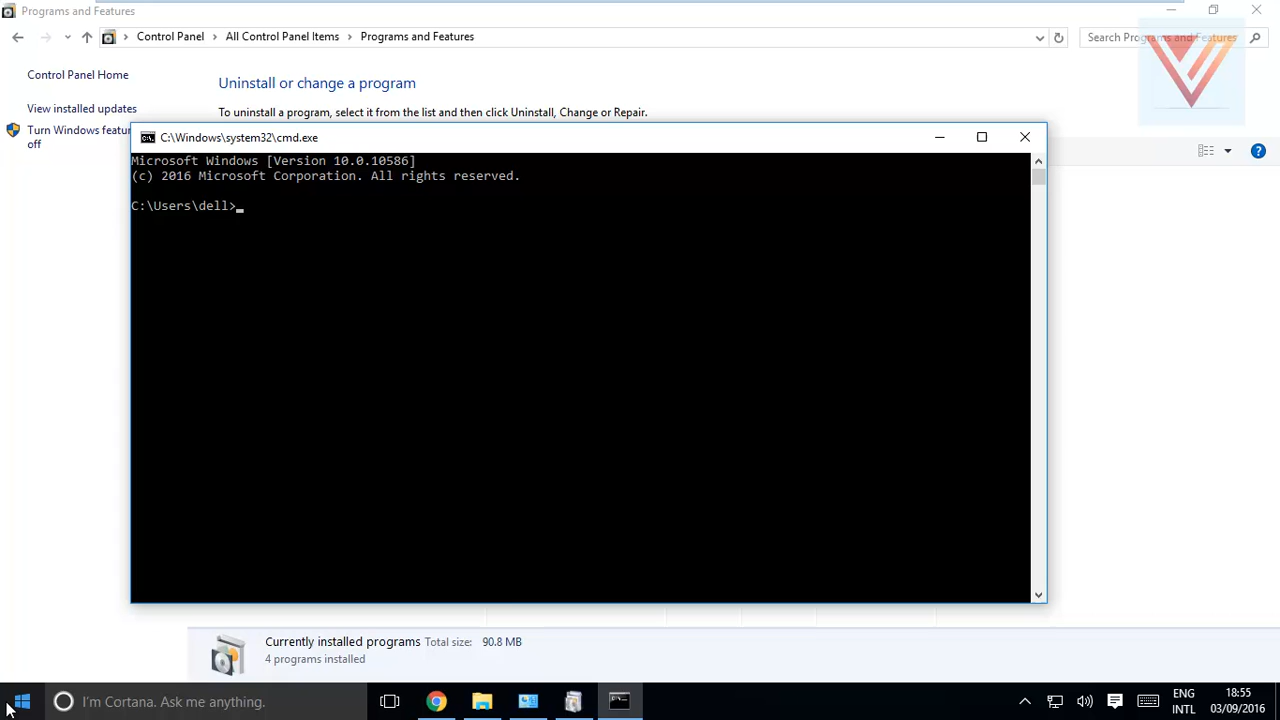 Programs and Features
Control Panel > All Control Panel Items > Programs and Features
Search Programs and Features
Control Panel Home
Uninstall or change a program
View installed updates
To uninstall a program, select it from the list and then click Uninstall, Change or Repair.
Turn Windows featur
off
C:\Windows\system32\cmd.exe
Microsoft Windows [Version 10.0.10586]
(c) 2016 Microsoft Corporation. All rights reserved.
C:\Users\dell>_
Currently installed programs Total size: 90.8 MB
4 programs installed
I'm Cortana. Ask me anything.
ENG
INTL
18:55
03/09/2016